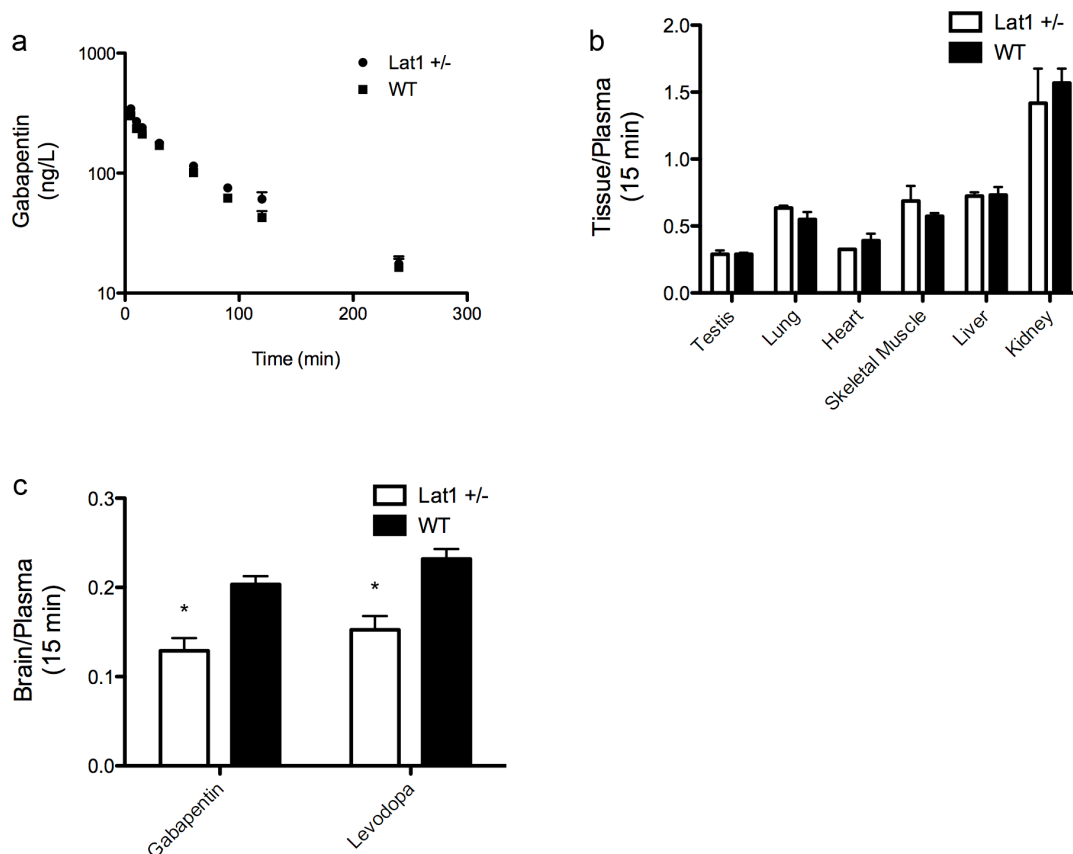 a
1000
100
10
0
100
200
300
Gabapentin
(ng/L)
Time (min)
Lat1 +/-
WT
b
2.0
1.5
1.0
0.5
0.0
Tissue/Plasma
(15 min)
Lat1 +/-
WT
Testis
Lung
Heart
Skeletal Muscle
Liver
Kidney
c
0.3
0.2
0.1
0.0
Brain/Plasma
(15 min)
Lat1 +/-
WT
*
*
Gabapentin
Levodopa